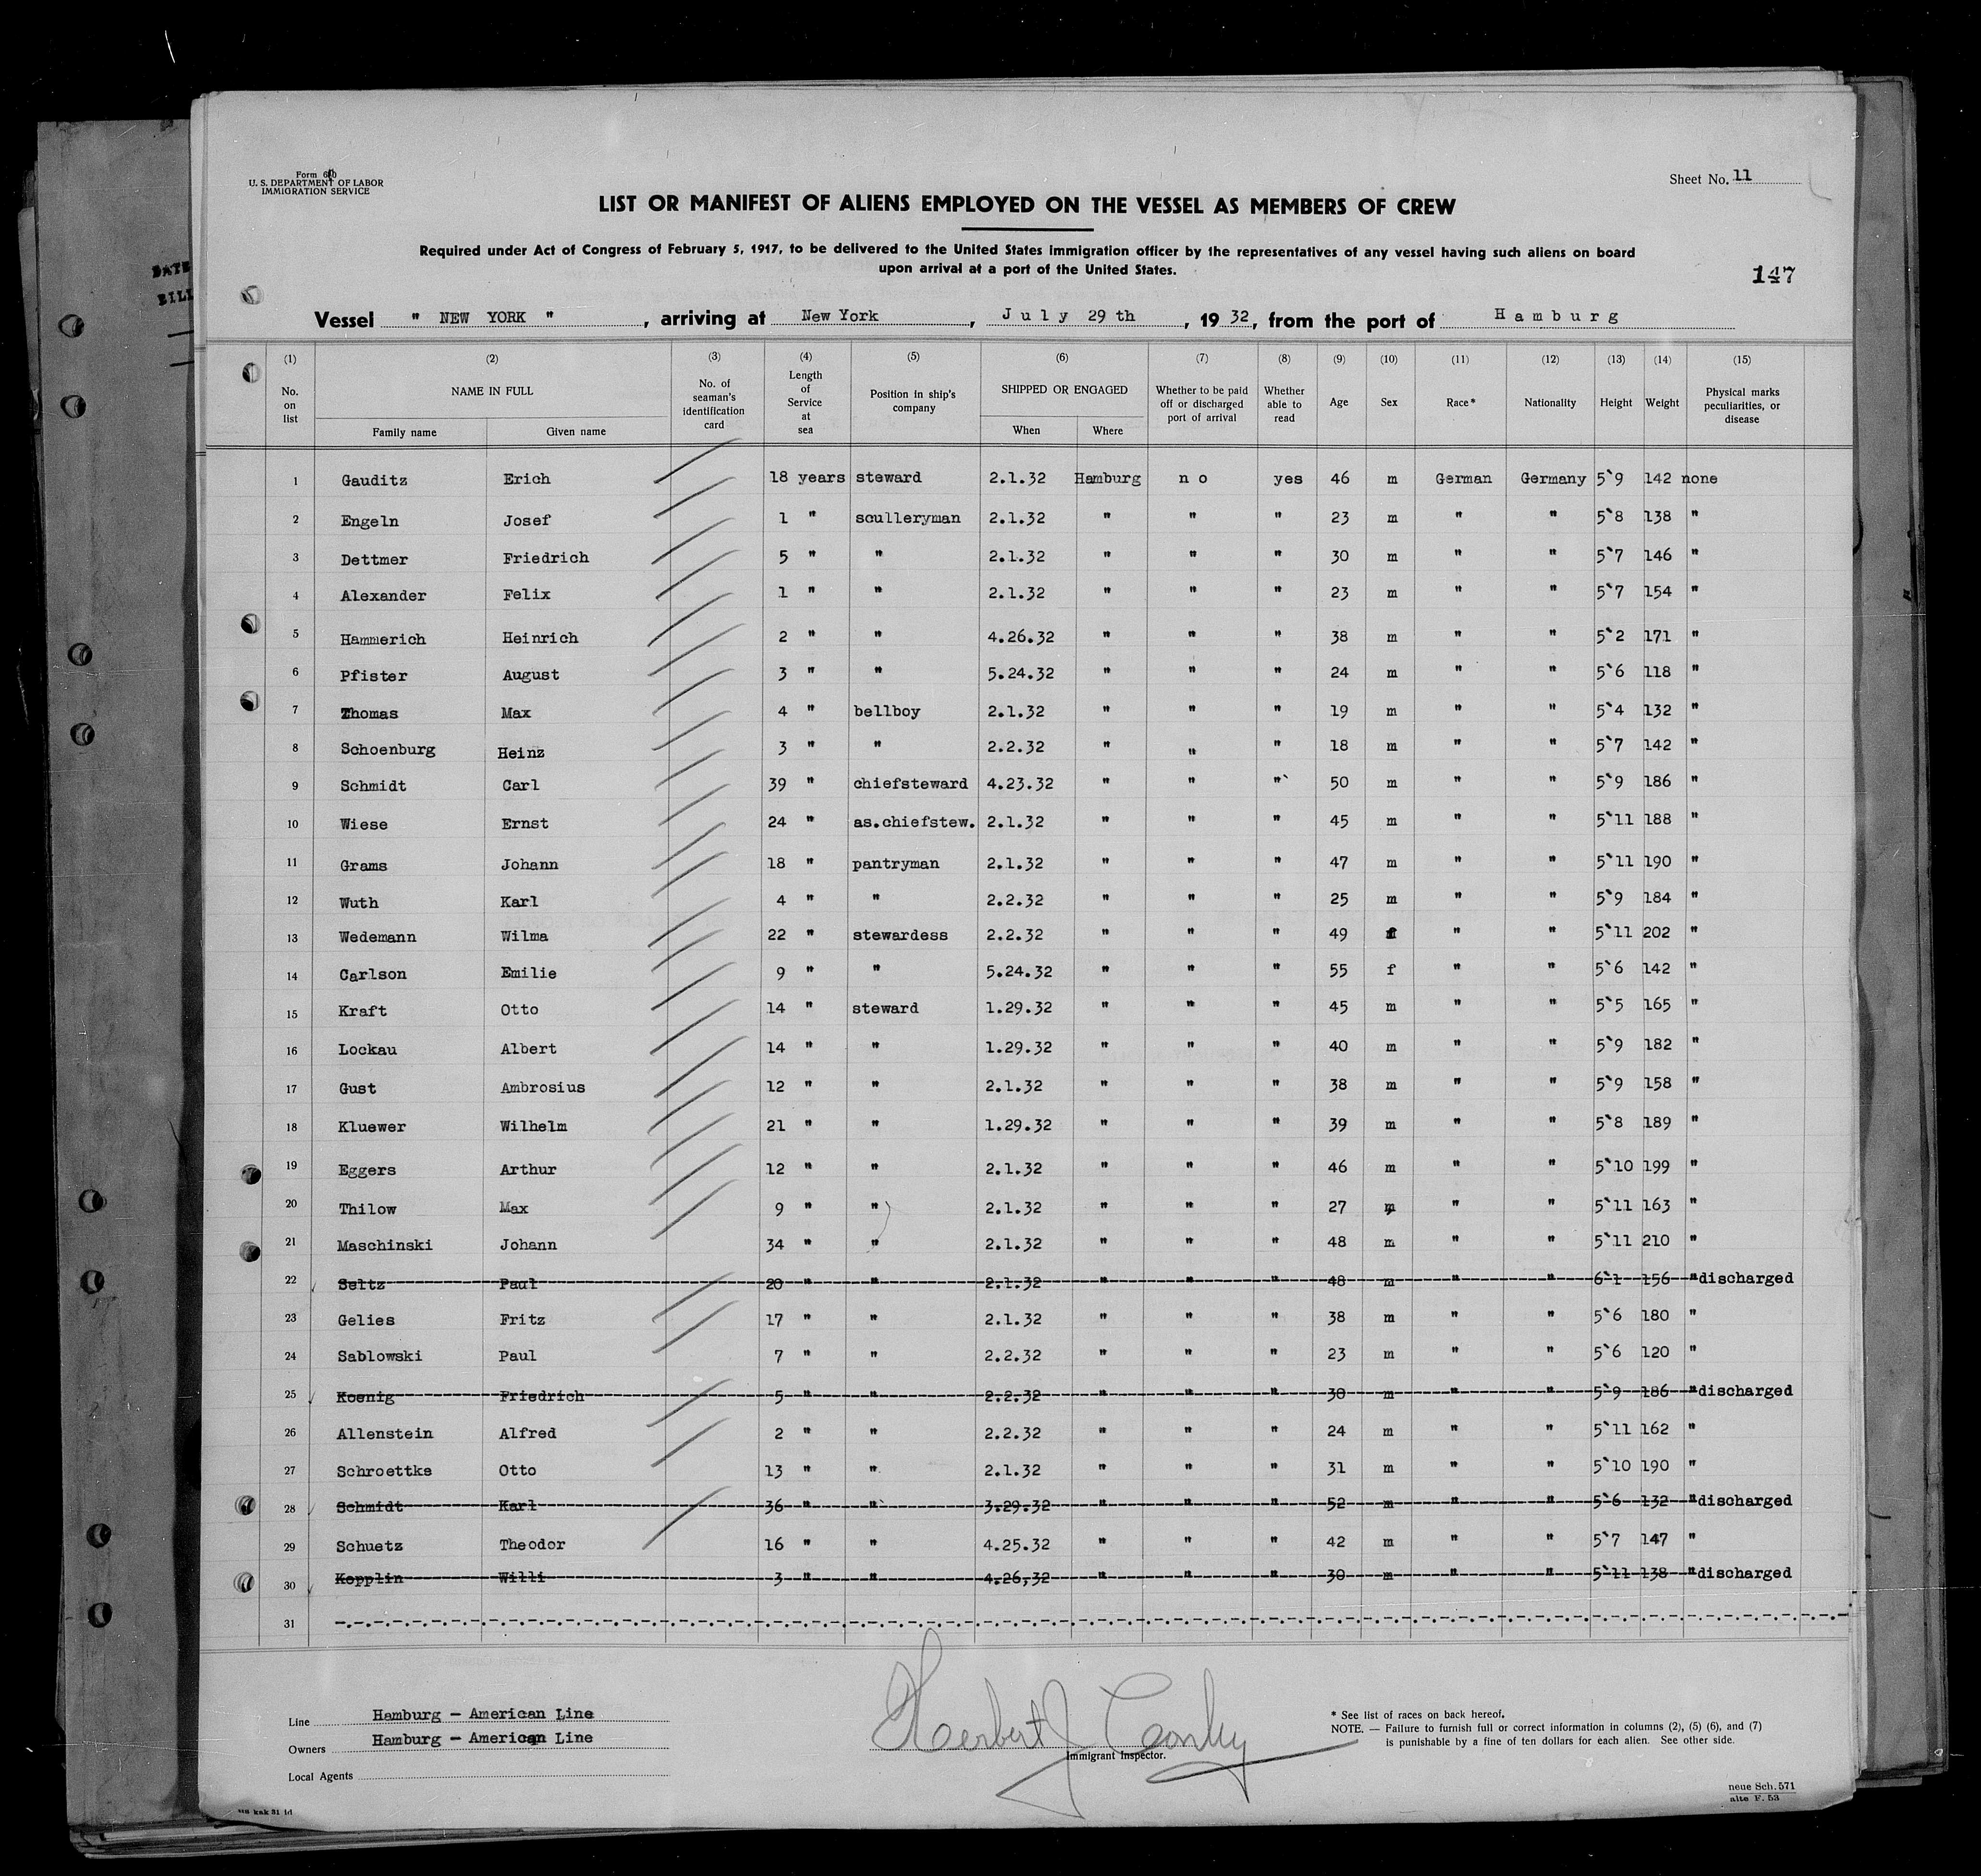 DATE
BILL
Form 680
U. S. DEPARTMENT OF LABOR
IMMIGRATION SERVICE
Sheet No. 11
LIST OR MANIFEST OF ALIENS EMPLOYED ON THE VESSEL AS MEMBERS OF CREW
Required under Act of Congress of February 5, 1917, to be delivered to the United States immigration officer by the representatives of any vessel having such aliens on board
upon arrival at a port of the United States.
147
Vessel " NEW YORK " , arriving at New York , July 29 th , 19 32, from the port of Hamburg
(1) (2) (3) (4) (5) (6) (7) (8) (9) (10) (11) (12) (13) (14) (15)
No. on list NAME IN FULL No. of seaman's identification card Length of Service at sea Position in ship's company SHIPPED OR ENGAGED Whether to be paid off or discharged port of arrival Whether able to read Age Sex Race* Nationality Height Weight Physical marks peculiarities, or disease
Family name Given name When Where
1 Gauditz Erich 18 years steward 2.1.32 Hamburg no yes 46 m German Germany 5`9 142 none
2 Engeln Josef 1 " sculleryman 2.1.32 " " " 23 m " " 5`8 138 "
3 Dettmer Friedrich 5 " " 2.1.32 " " " 30 m " " 5`7 146 "
4 Alexander Felix 1 " " 2.1.32 " " " 23 m " " 5`7 154 "
5 Hammerich Heinrich 2 " " 4.26.32 " " " 38 m " " 5`2 171 "
6 Pfister August 3 " " 5.24.32 " " " 24 m " " 5`6 118 "
7 Thomas Max 4 " bellboy 2.1.32 " " " 19 m " " 5`4 132 "
8 Schoenburg Heinz 3 " " 2.2.32 " " " 18 m " " 5`7 142 "
9 Schmidt Carl 39 " chiefsteward 4.23.32 " " "` 50 m " " 5`9 186 "
10 Wiese Ernst 24 " as.chiefstew. 2.1.32 " " " 45 m " " 5`11 188 "
11 Grams Johann 18 " pantryman 2.1.32 " " " 47 m " " 5`11 190 "
12 Wuth Karl 4 " " 2.2.32 " " " 25 m " " 5`9 184 "
13 Wedemann Wilma 22 " stewardess 2.2.32 " " " 49 f " " 5`11 202 "
14 Carlson Emilie 9 " " 5.24.32 " " " 55 f " " 5`6 142 "
15 Kraft Otto 14 " steward 1.29.32 " " " 45 m " " 5`5 165 "
16 Lockau Albert 14 " " 1.29.32 " " " 40 m " " 5`9 182 "
17 Gust Ambrosius 12 " " 2.1.32 " " " 38 m " " 5`9 158 "
18 Kluewer Wilhelm 21 " " 1.29.32 " " " 39 m " " 5`8 189 "
19 Eggers Arthur 12 " " 2.1.32 " " " 46 m " " 5`10 199 "
20 Thilow Max 9 " " 2.1.32 " " " 27 m " " 5`11 163 "
21 Maschinski Johann 34 " " 2.1.32 " " " 48 m " " 5`11 210 "
22 Seltz Paul 20 " " 2.1.32 " " " 48 m " " 6`1 156 "discharged
23 Gelies Fritz 17 " " 2.1.32 " " " 38 m " " 5`6 180 "
24 Sablowski Paul 7 " " 2.2.32 " " " 23 m " " 5`6 120 "
25 Koenig Friedrich 5 " " 2.2.32 " " " 30 m " " 5`9 186 "discharged
26 Allenstein Alfred 2 " " 2.2.32 " " " 24 m " " 5`11 162 "
27 Schroettke Otto 13 " " 2.1.32 " " " 31 m " " 5`10 190 "
28 Schmidt Karl 36 " " 3.29.32 " " " 52 m " " 5`6 132 "discharged
29 Schuetz Theodor 16 " " 4.25.32 " " " 42 m " " 5`7 147 "
30 Kopplin Willi 3 " " 4.26,32 " " " 30 m " " 5`11 138 "discharged
31
Line Hamburg - American Line
Owners Hamburg - American Line
Local Agents
Herbert J Conly
Immigrant Inspector.
* See list of races on back hereof.
NOTE. — Failure to furnish full or correct information in columns (2), (5) (6), and (7)
is punishable by a fine of ten dollars for each alien. See other side.
neue Sch. 571
alte F. 53